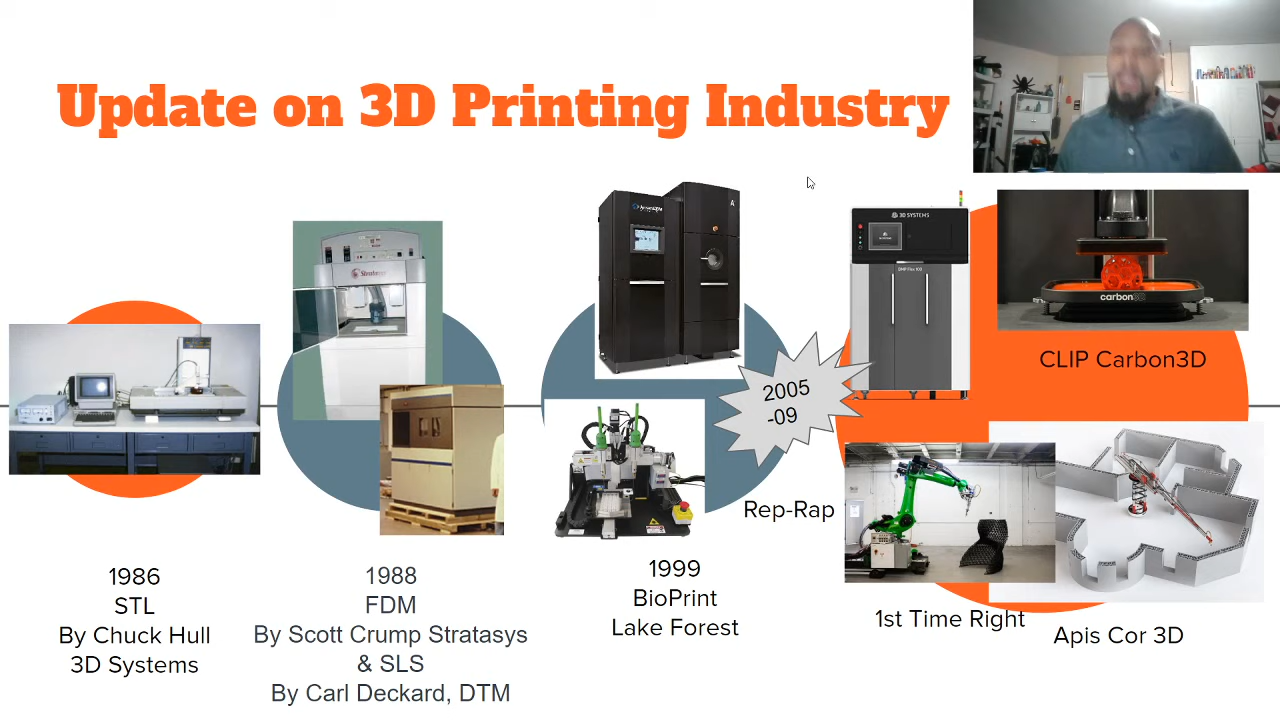 Update on 3D Printing Industry
Stratasys
3D SYSTEMS
carbon3D
CLIP Carbon3D
2005
-09
Rep-Rap
1986
STL
By Chuck Hull
3D Systems
1988
FDM
By Scott Crump Stratasys
& SLS
By Carl Deckard, DTM
1999
BioPrint
Lake Forest
1st Time Right
Apis Cor 3D